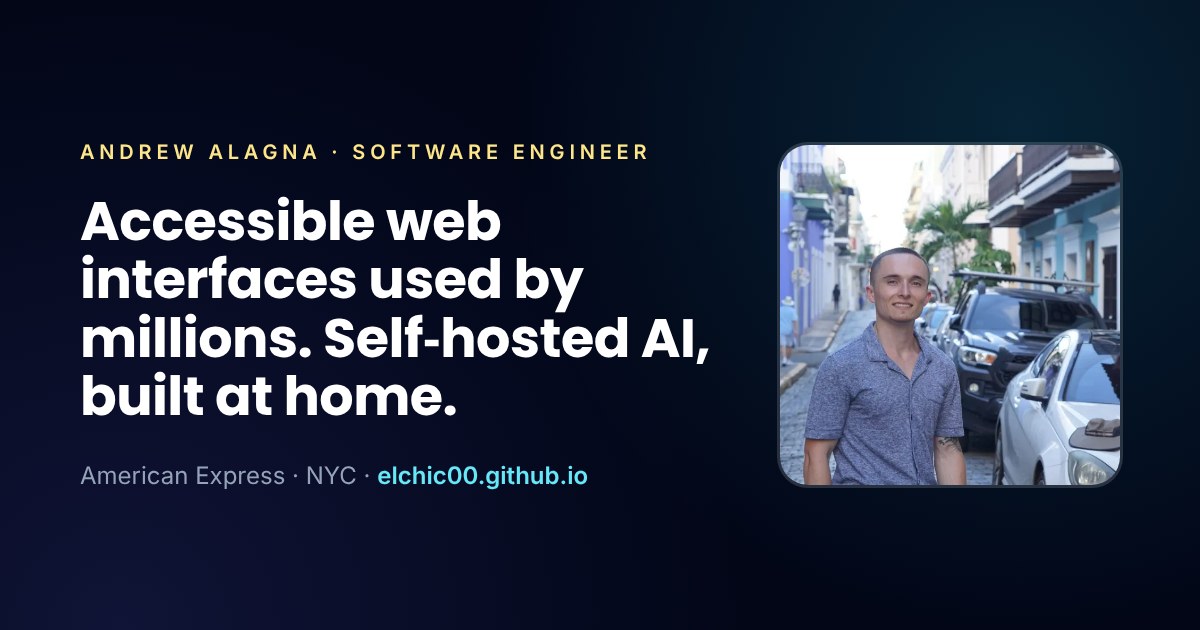 ANDREW ALAGNA · SOFTWARE ENGINEER
Accessible web
interfaces used by
millions. Self-hosted AI,
built at home.
American Express · NYC · elchic00.github.io